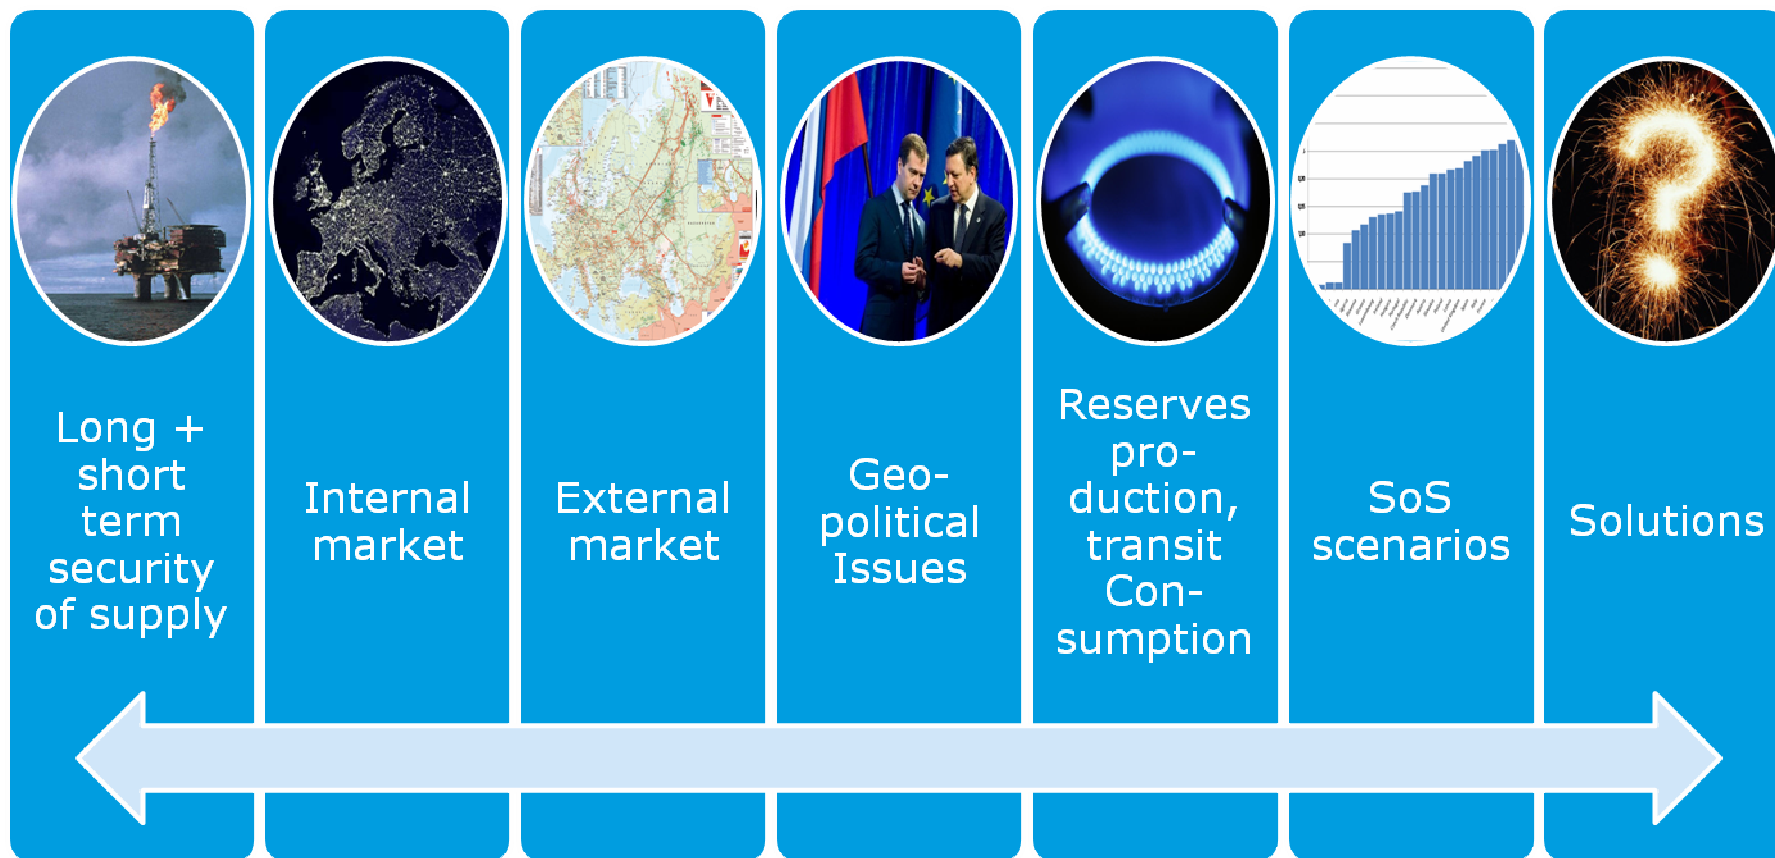 Long +
short
term
security
of supply
Internal
market
External
market
Geo-
political
Issues
Reserves
pro-
duction,
transit
Con-
sumption
SoS
scenarios
Solutions